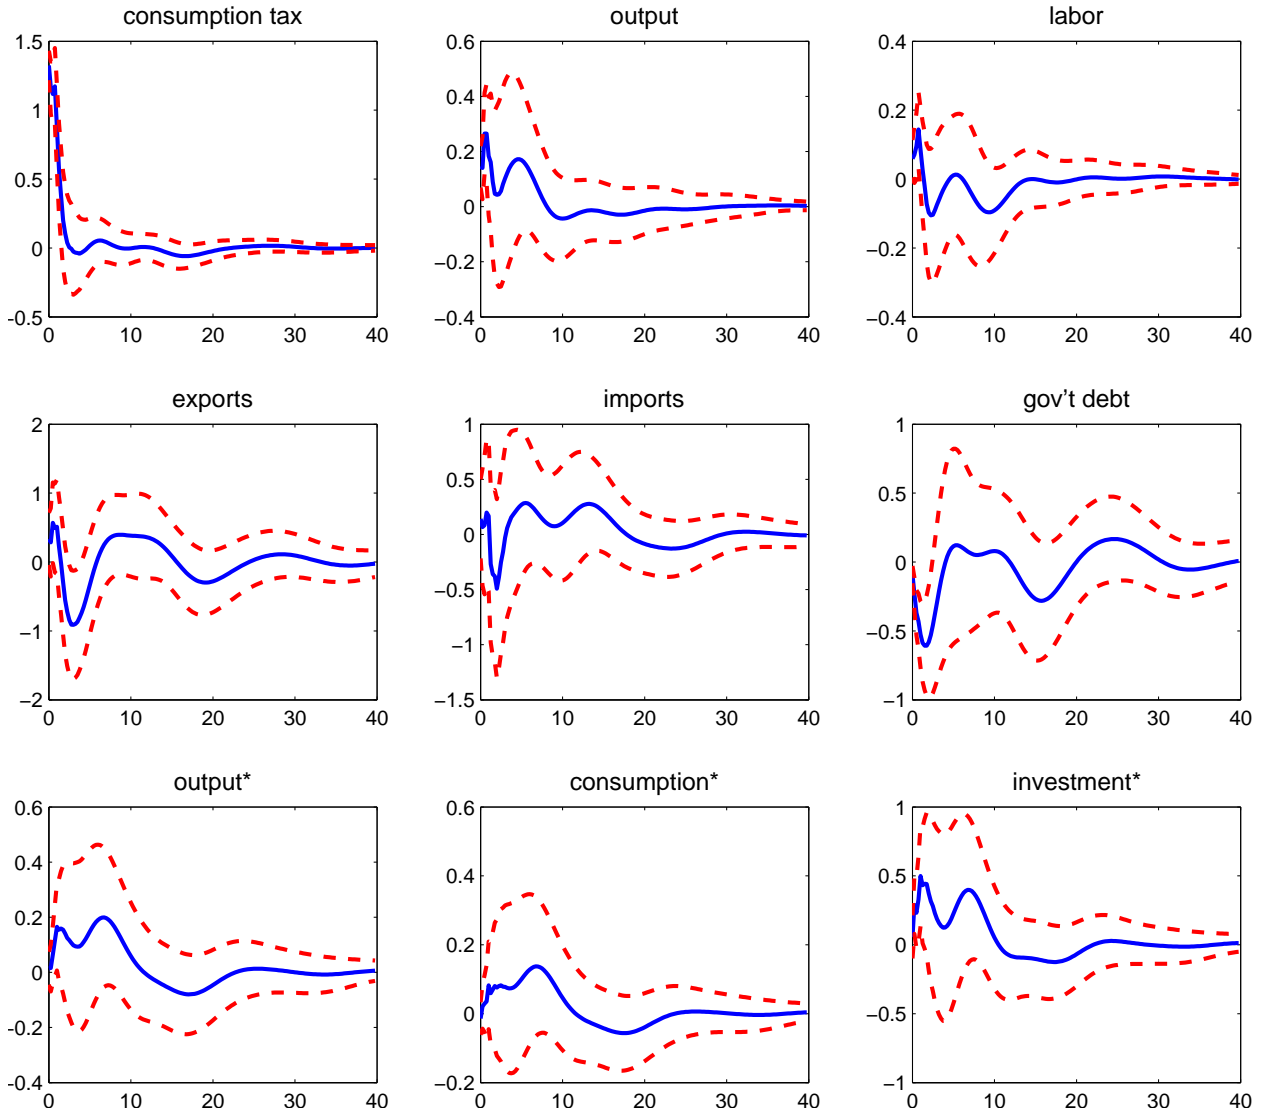 consumption tax output labor
1.5 0.6 0.4
1 0.4 0.2
0.5 0.2 0
0 0 −0.2
-0.5 −0.2 −0.4
−0.4
0 10 20 30 40 0 10 20 30 40 0 10 20 30 40
exports imports gov't debt
2 1 1
1 0.5 0.5
0 0 0
−1 −0.5 −0.5
−2 −1 −1
−1.5
0 10 20 30 40 0 10 20 30 40 0 10 20 30 40
output* consumption* investment*
0.6 0.6 1
0.4 0.4 0.5
0.2 0.2 0
0 0 −0.5
-0.2 −0.2 −1
-0.4
0 10 20 30 40 0 10 20 30 40 0 10 20 30 40